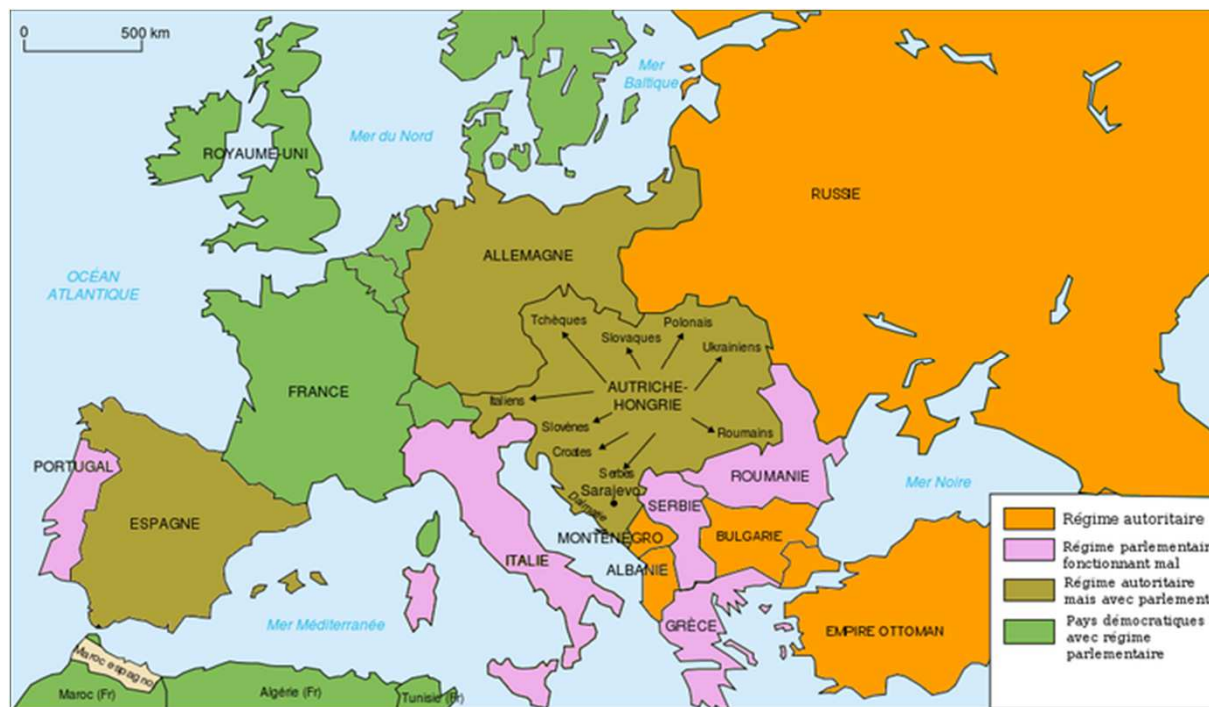 0 500 km
Mer
Baltique
Mer du Nord
ROYAUME-UNI
RUSSIE
ALLEMAGNE
OCÉAN
ATLANTIQUE
Tchèques
Polonais
Slovaques
Ukrainiens
FRANCE
AUTRICHE-
HONGRIE
Italiens
Slovènes
Roumains
Croates
PORTUGAL
Serbes
ROUMANIE
Mer Noire
Sarajevo
Dalmatie
SERBIE
ESPAGNE
MONTÉNÉGRO
BULGARIE
ITALIE
ALBANIE
Mer Méditerranée
GRÈCE
EMPIRE OTTOMAN
Maroc espagnol
Maroc (Fr)
Algérie (Fr)
Tunisie (Fr)
Régime autoritaire
Régime parlementair
fonctionnant mal
Régime autoritaire
mais avec parlement
Pays démocratiques
avec régime
parlementaire